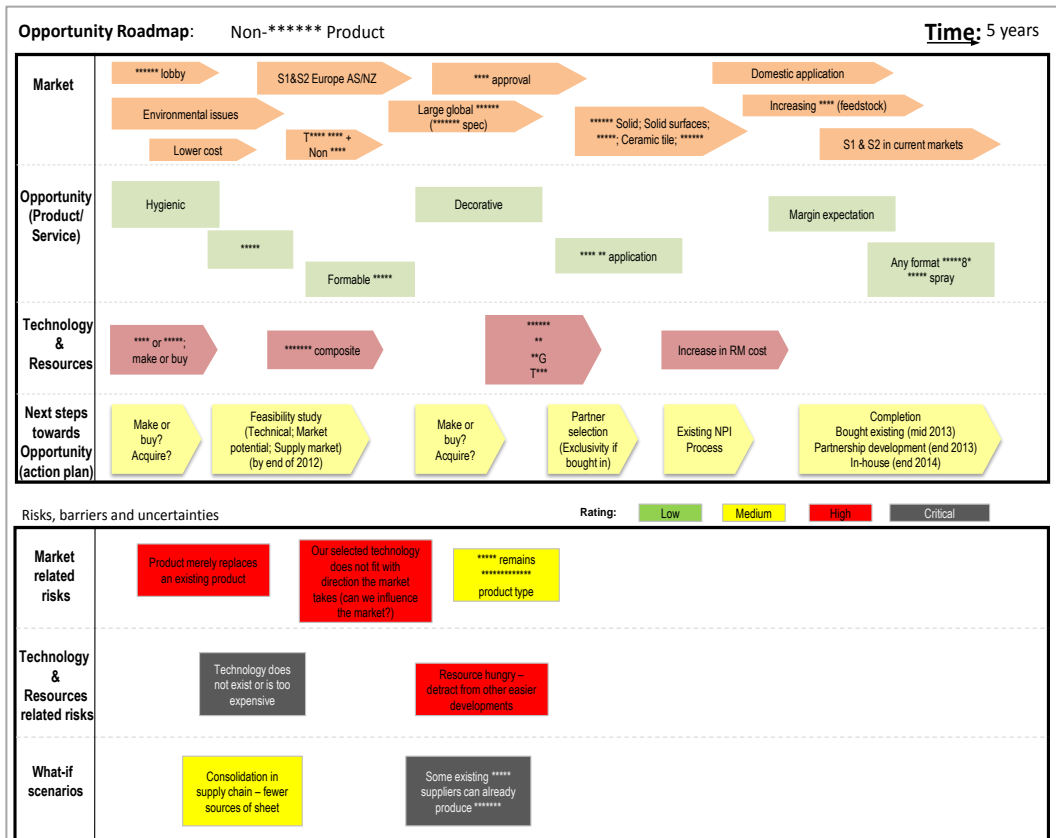 Opportunity Roadmap: Non-****** Product
Time: 5 years
Market
****** lobby
S1&S2 Europe AS/NZ
**** approval
Domestic application
Environmental issues
Large global ******
(******* spec)
Increasing **** (feedstock)
****** Solid; Solid surfaces;
*****; Ceramic tile; ******
Lower cost
T**** **** +
Non ****
S1 & S2 in current markets
Opportunity
(Product/
Service)
Hygienic
Decorative
Margin expectation
*****
**** ** application
Formable *****
Any format *****8*
***** spray
Technology
&
Resources
**** or *****;
make or buy
******* composite
******
**
**G
T***
Increase in RM cost
Next steps
towards
Opportunity
(action plan)
Make or
buy?
Acquire?
Feasibility study
(Technical; Market
potential; Supply market)
(by end of 2012)
Make or
buy?
Acquire?
Partner
selection
(Exclusivity if
bought in)
Existing NPI
Process
Completion
Bought existing (mid 2013)
Partnership development (end 2013)
In-house (end 2014)
Risks, barriers and uncertainties
Rating:
Low
Medium
High
Critical
Market
related
risks
Product merely replaces
an existing product
Our selected technology
does not fit with
direction the market
takes (can we influence
the market?)
***** remains
*************
product type
Technology
&
Resources
related risks
Technology does
not exist or is too
expensive
Resource hungry –
detract from other easier
developments
What-if
scenarios
Consolidation in
supply chain – fewer
sources of sheet
Some existing *****
suppliers can already
produce *******